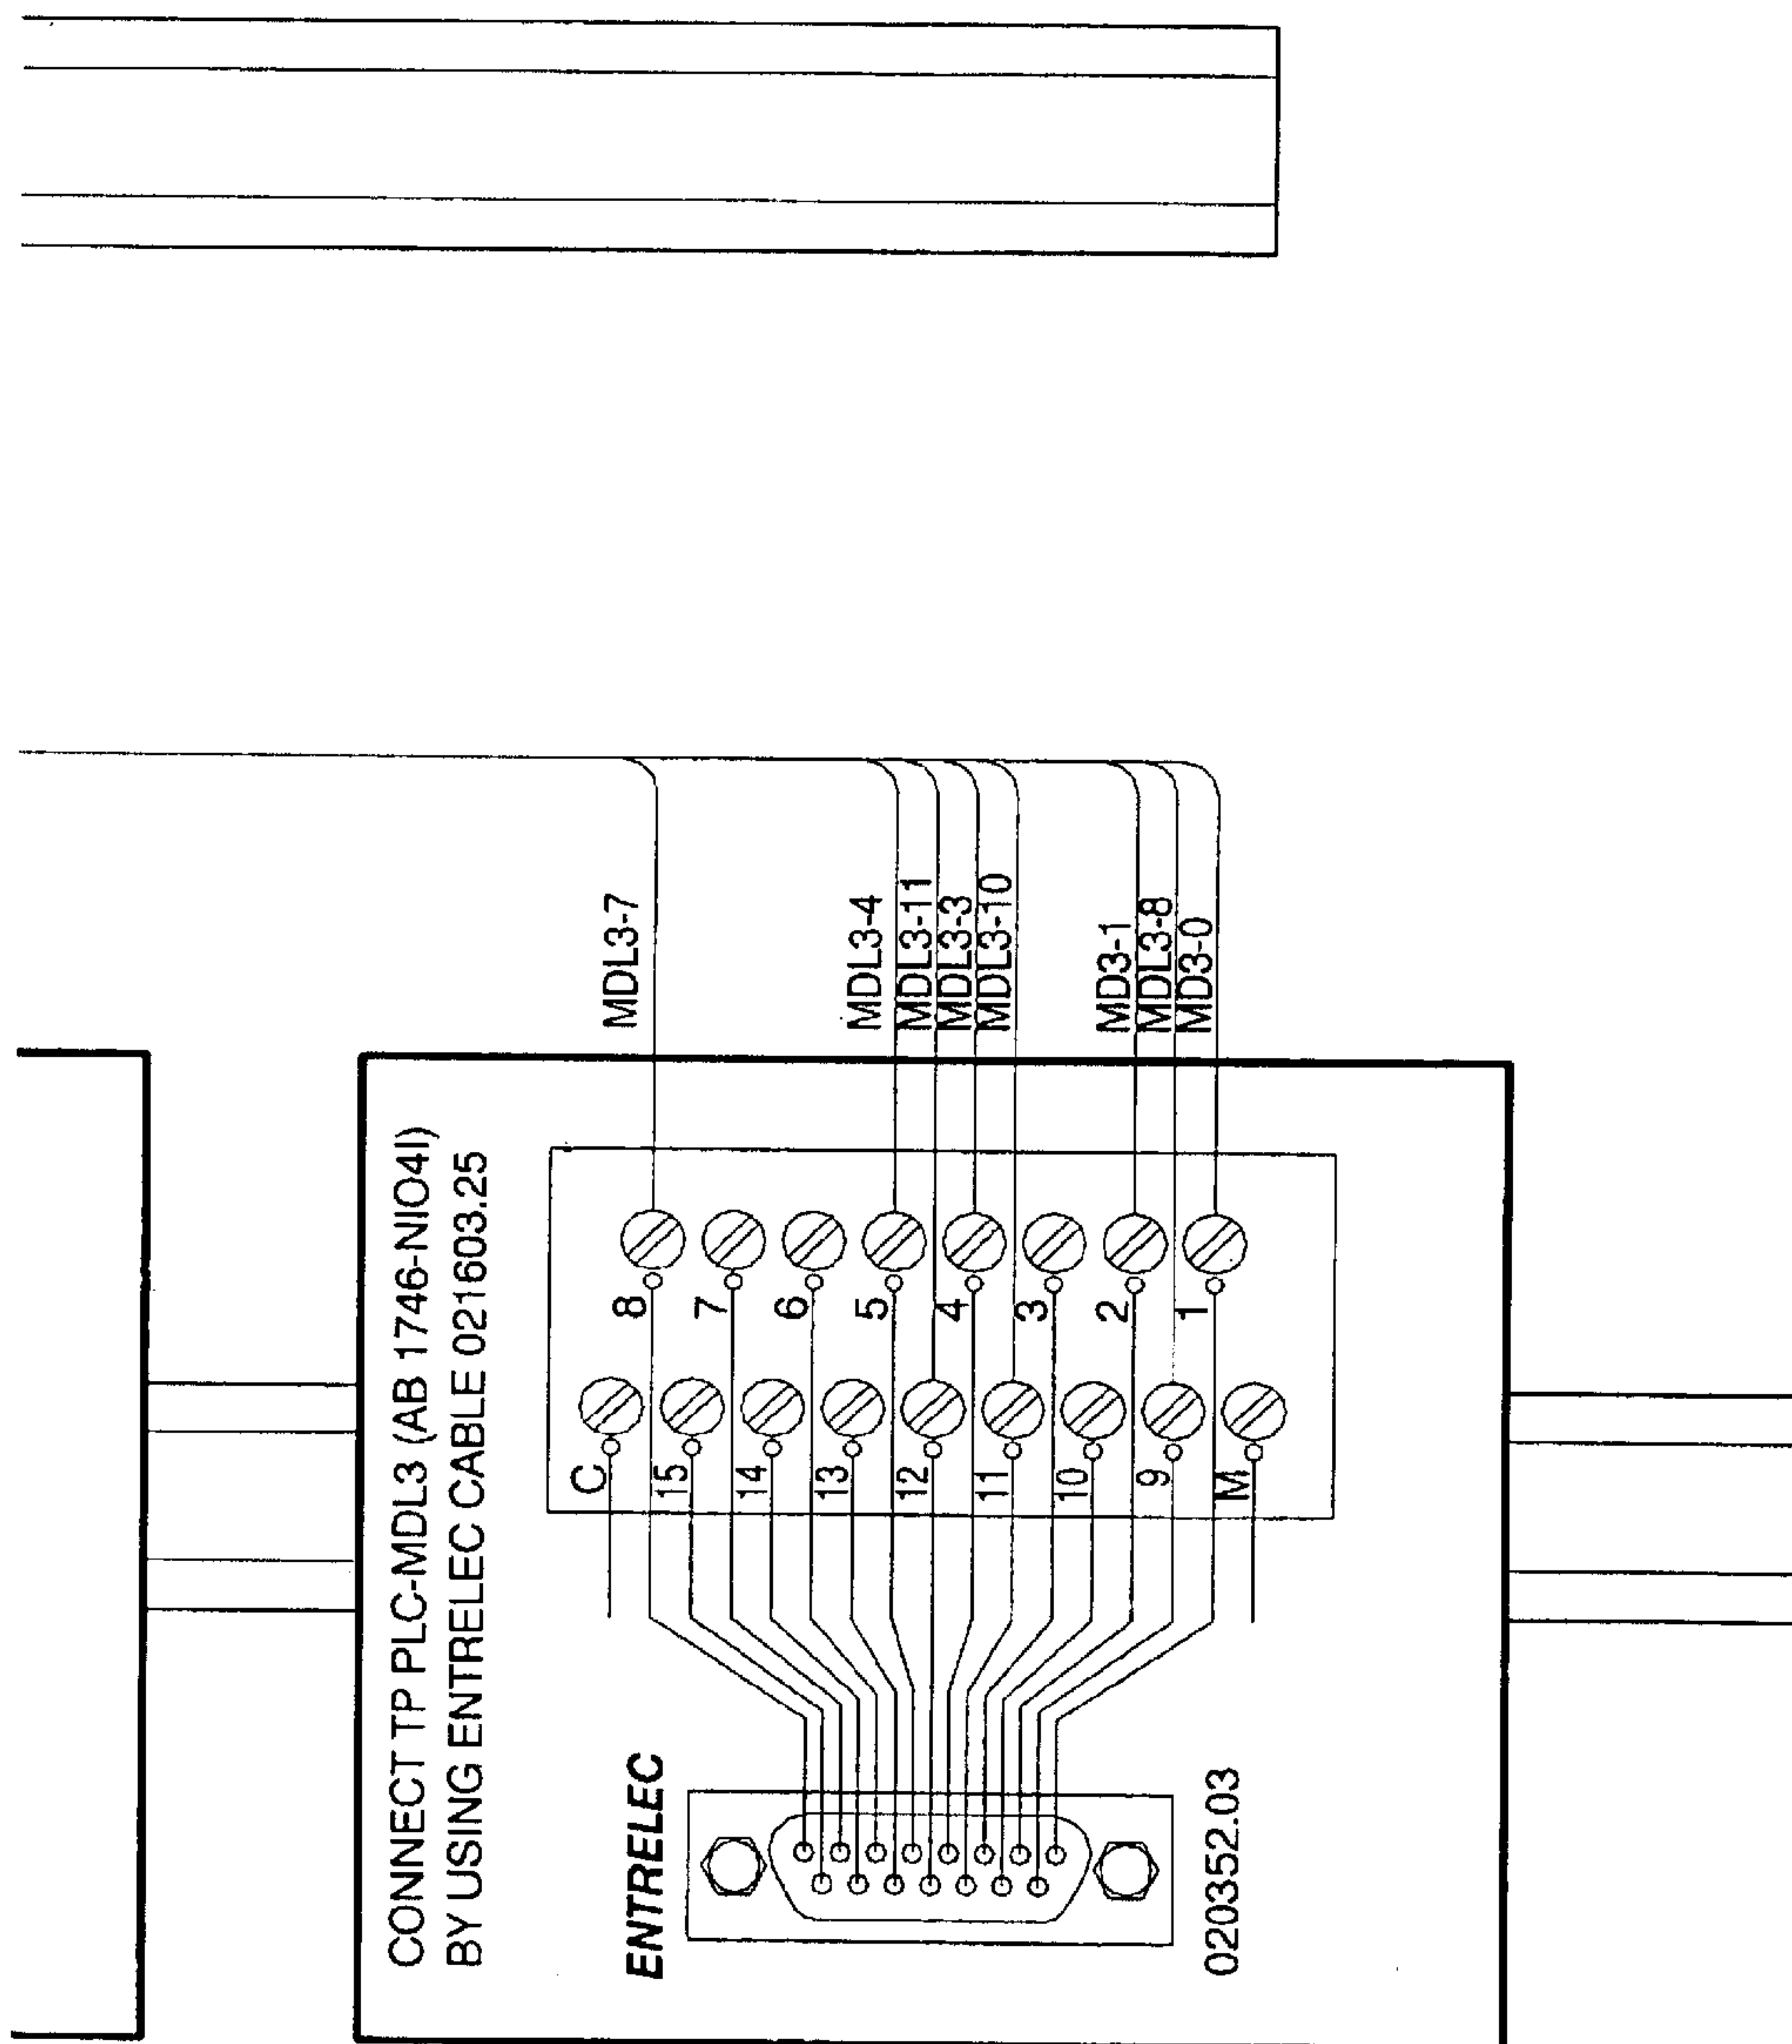 CONNECT TP PLC-MDL3 (AB 1746-NIO4I)
BY USING ENTRELEC CABLE 021603.25
MDL3-7
MDL3-4
MDL3-11
MDL3-3
MDL3-10
MD3-1
MDL3-8
MD3-0
8
7
6
5
4
3
2
1
C
15
14
13
12
11
10
9
M
ENTRELEC
020352.03